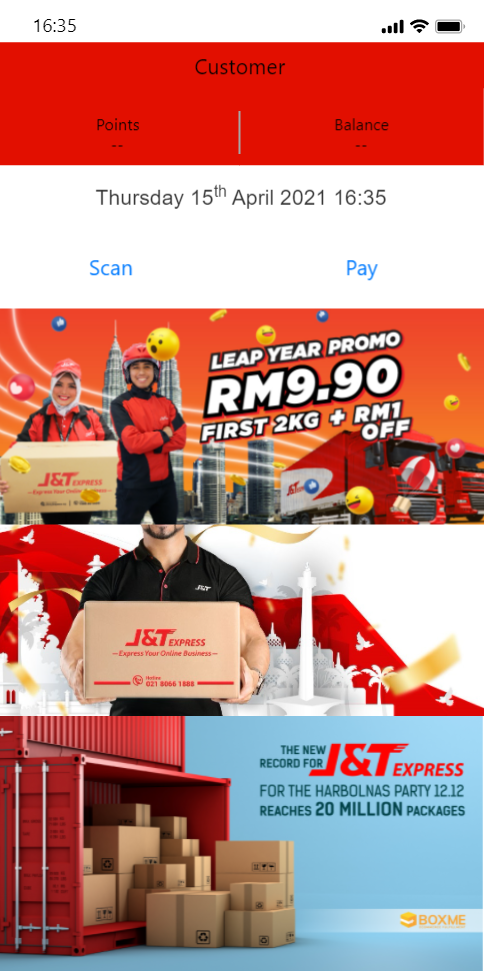 16:35
Customer
Points
Balance
--
--
Thursday 15th April 2021 16:35
Scan
Pay
LEAP YEAR PROMO
RM9.90
FIRST 2KG + RM1
OFF
J&T EXPRESS
Express Your Online Business
J&T
J&T
J&T EXPRESS
—Express Your Online Business—
Hotline
021 8066 1888
THE NEW
RECORD FOR J&T EXPRESS
FOR THE HARBOLNAS PARTY 12.12
REACHES 20 MILLION PACKAGES
BOXME